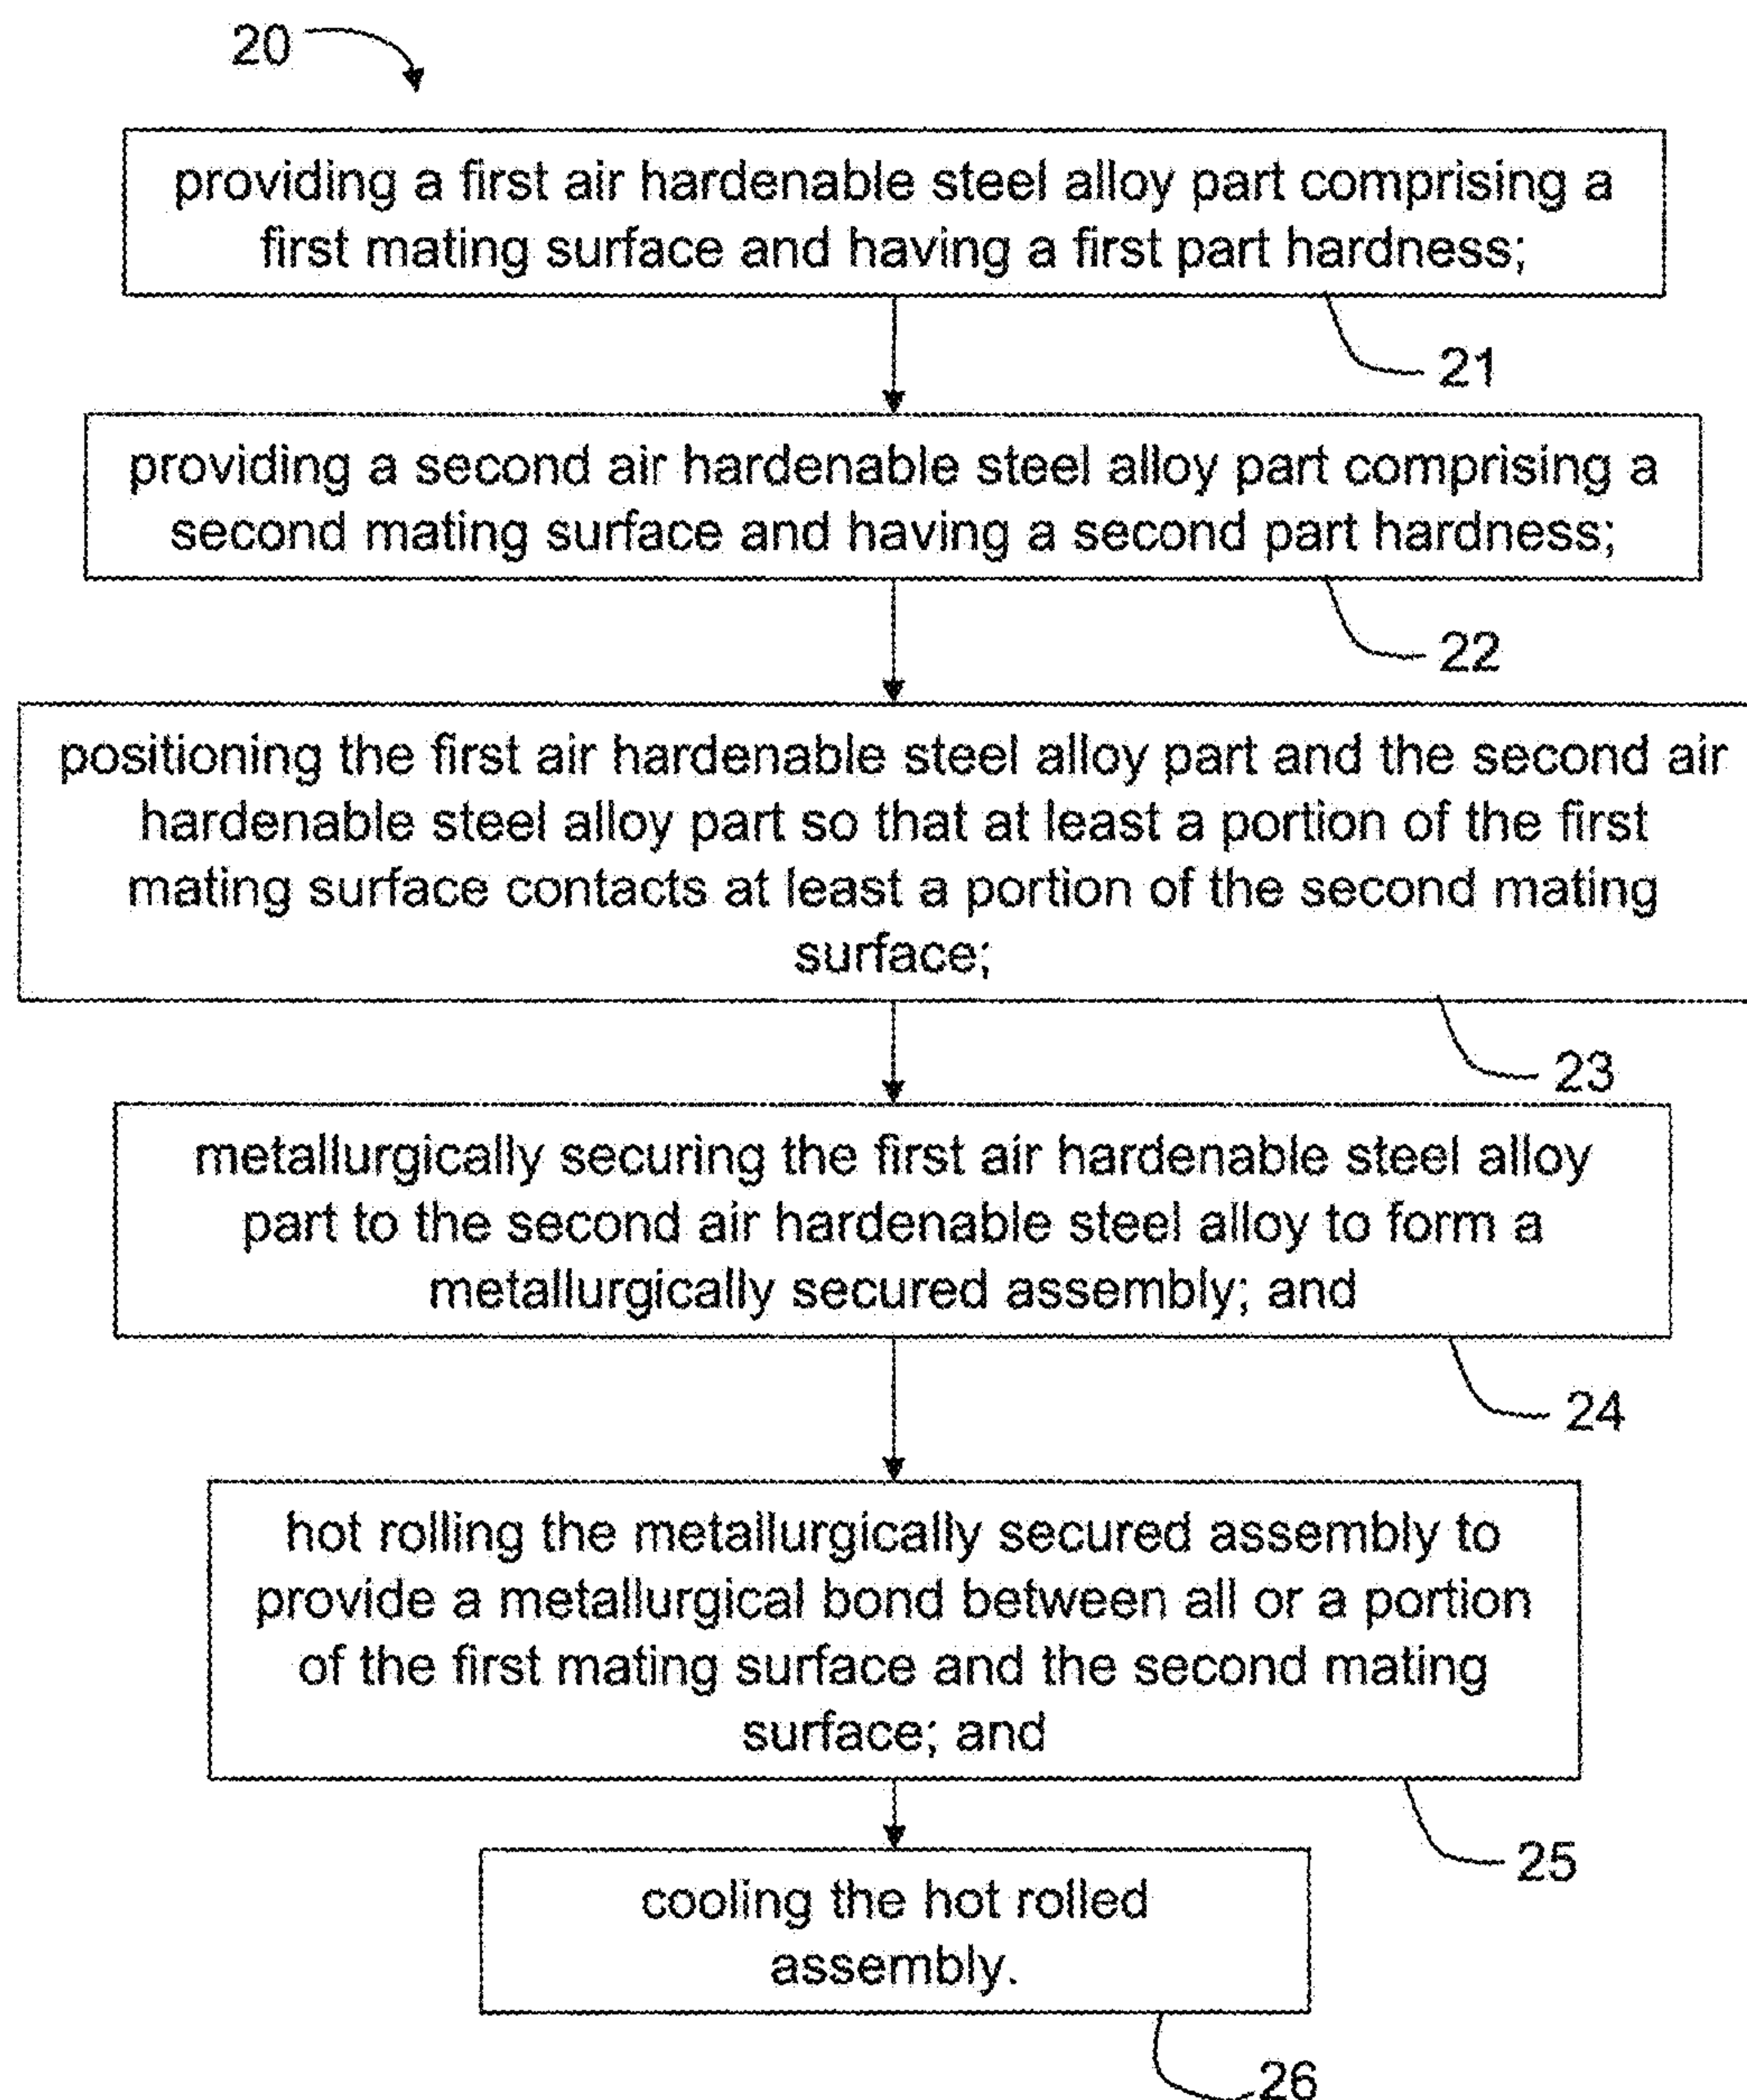 20
providing a first air hardenable steel alloy part comprising a
first mating surface and having a first part hardness;
21
providing a second air hardenable steel alloy part comprising a
second mating surface and having a second part hardness;
22
positioning the first air hardenable steel alloy part and the second air
hardenable steel alloy part so that at least a portion of the first
mating surface contacts at least a portion of the second mating
surface;
23
metallurgically securing the first air hardenable steel alloy
part to the second air hardenable steel alloy to form a
metallurgically secured assembly; and
24
hot rolling the metallurgically secured assembly to
provide a metallurgical bond between all or a portion
of the first mating surface and the second mating
surface; and
25
cooling the hot rolled
assembly.
26